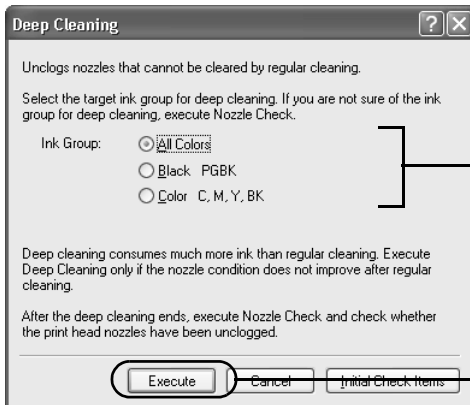 Deep Cleaning
Unclogs nozzles that cannot be cleared by regular cleaning.
Select the target ink group for deep cleaning. If you are not sure of the ink
group for deep cleaning, execute Nozzle Check.
Ink Group: All Colors
Black PGBK
Color C, M, Y, BK
Deep cleaning consumes much more ink than regular cleaning. Execute
Deep Cleaning only if the nozzle condition does not improve after regular
cleaning.
After the deep cleaning ends, execute Nozzle Check and check whether
the print head nozzles have been unclogged.
Execute Cancel Initial Check Items